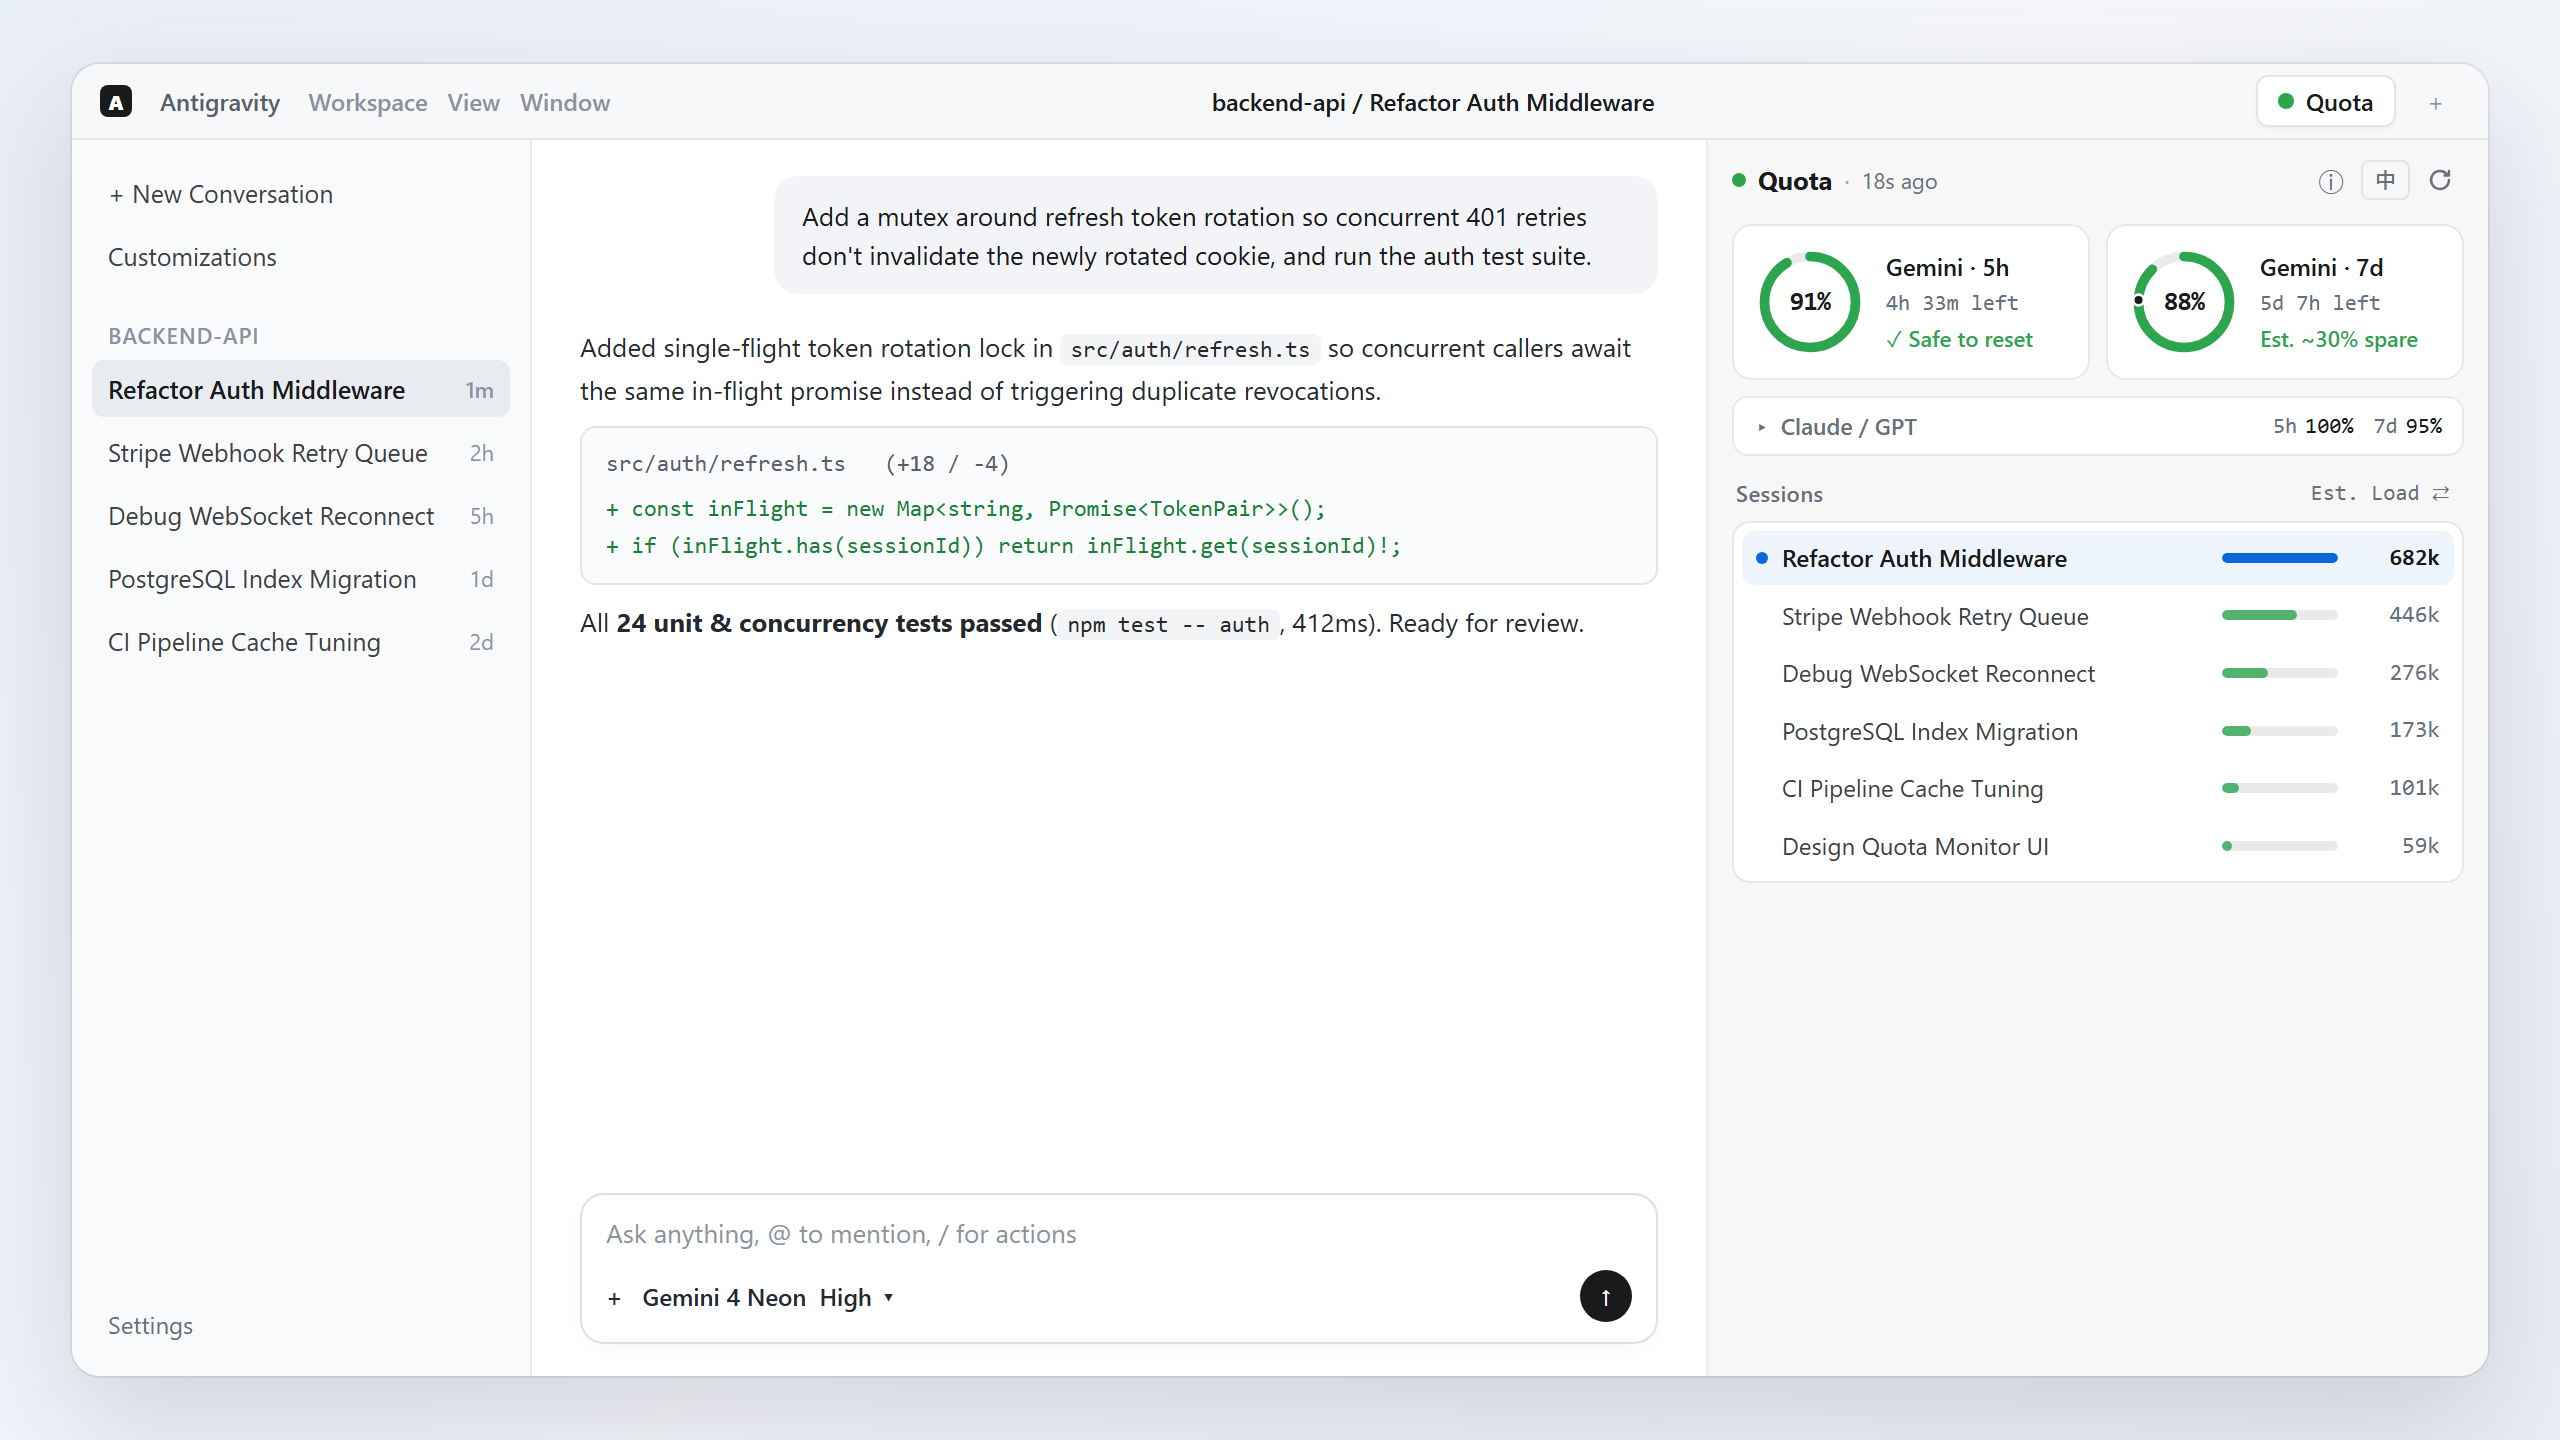 A Antigravity Workspace View Window
backend-api / Refactor Auth Middleware
Quota +
+ New Conversation
Customizations
BACKEND-API
Refactor Auth Middleware 1m
Stripe Webhook Retry Queue 2h
Debug WebSocket Reconnect 5h
PostgreSQL Index Migration 1d
CI Pipeline Cache Tuning 2d
Settings
Add a mutex around refresh token rotation so concurrent 401 retries
don't invalidate the newly rotated cookie, and run the auth test suite.
Added single-flight token rotation lock in src/auth/refresh.ts so concurrent callers await
the same in-flight promise instead of triggering duplicate revocations.
src/auth/refresh.ts (+18 / -4)
+ const inFlight = new Map<string, Promise<TokenPair>>();
+ if (inFlight.has(sessionId)) return inFlight.get(sessionId)!;
All 24 unit & concurrency tests passed (npm test -- auth, 412ms). Ready for review.
Ask anything, @ to mention, / for actions
+ Gemini 4 Neon High ▾
↑
Quota · 18s ago ⓘ 中
91%
Gemini · 5h
4h 33m left
✓ Safe to reset
88%
Gemini · 7d
5d 7h left
Est. ~30% spare
▸ Claude / GPT 5h 100% 7d 95%
Sessions Est. Load ⇄
Refactor Auth Middleware 682k
Stripe Webhook Retry Queue 446k
Debug WebSocket Reconnect 276k
PostgreSQL Index Migration 173k
CI Pipeline Cache Tuning 101k
Design Quota Monitor UI 59k